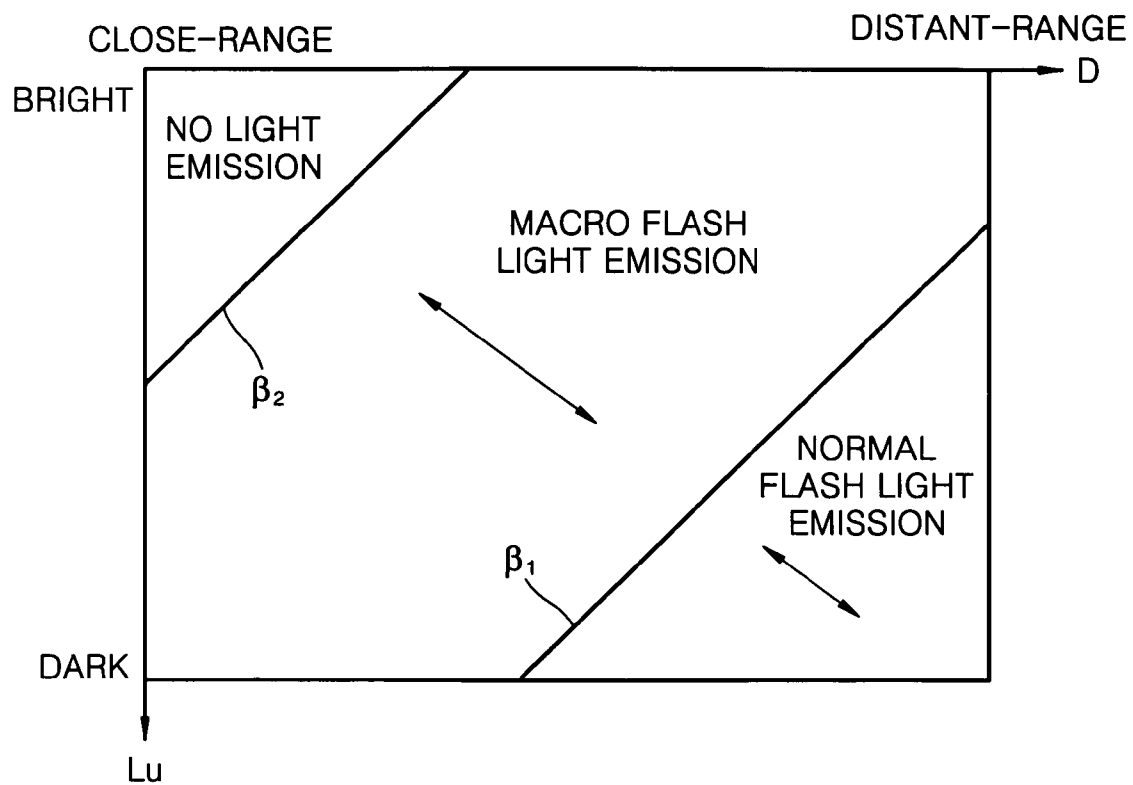 CLOSE-RANGE
DISTANT-RANGE
D
BRIGHT
NO LIGHT
EMISSION
MACRO FLASH
LIGHT EMISSION
β₂
NORMAL
FLASH LIGHT
EMISSION
β₁
DARK
Lu